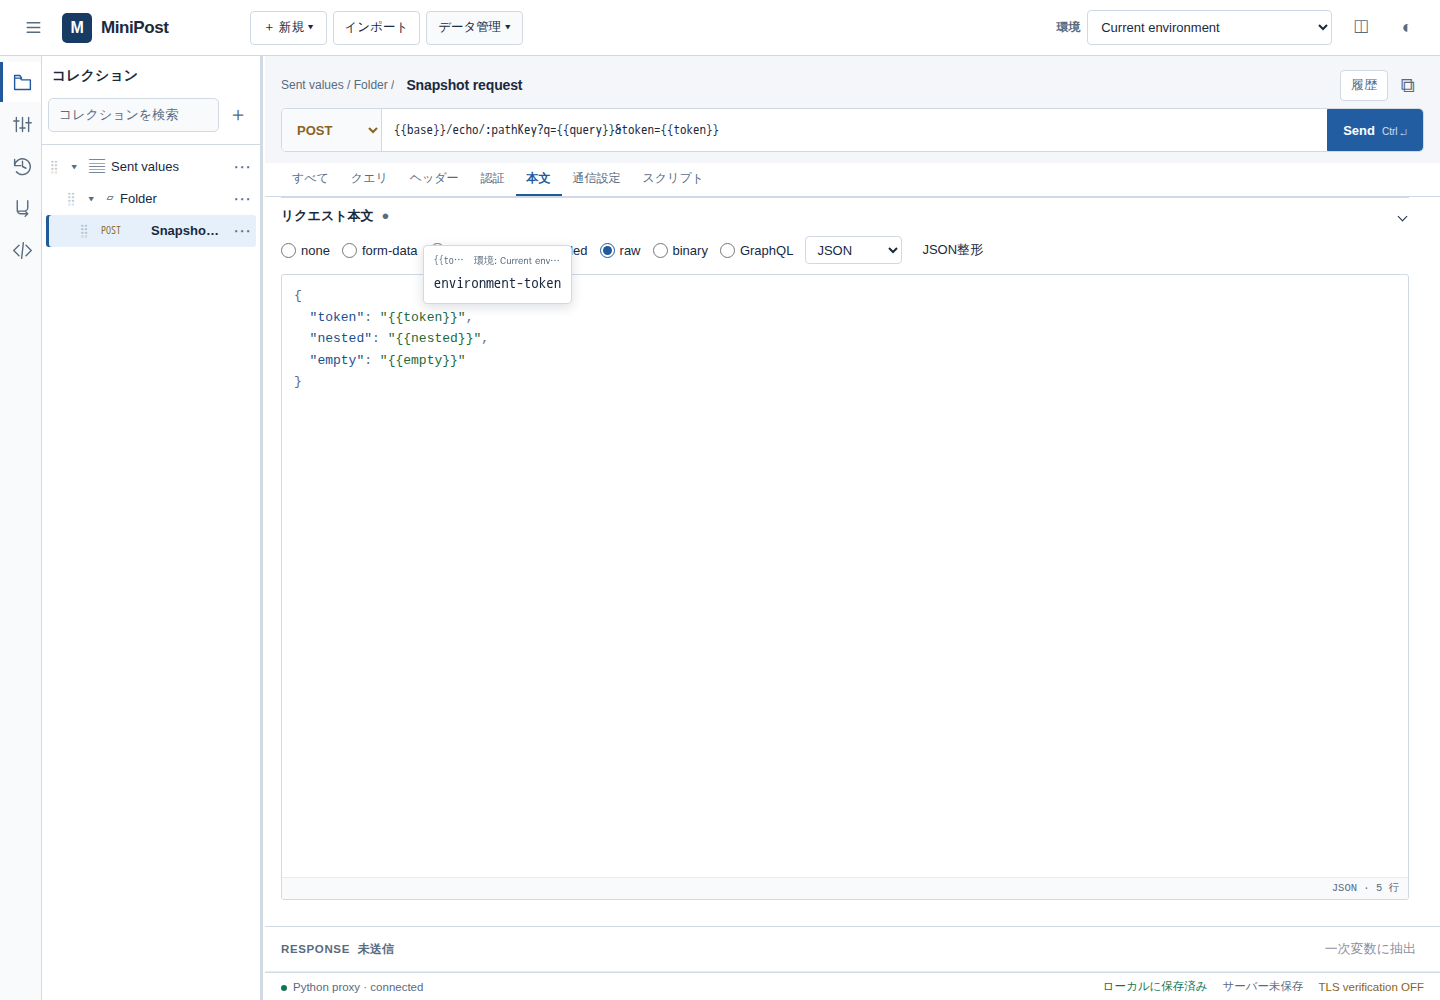 M MiniPost ＋ 新規 ▾ インポート データ管理 ▾ 環境 Current environment
コレクション
コレクションを検索 ＋
Sent values ···
Folder ···
POST Snapsho… ···
Sent values / Folder / Snapshot request 履歴
POST {{base}}/echo/:pathKey?q={{query}}&token={{token}} Send Ctrl ⏎
すべて クエリ ヘッダー 認証 本文 通信設定 スクリプト
リクエスト本文 ●
none form-data raw binary GraphQL JSON JSON整形
{{to… 環境: Current env…
environment-token
{
"token": "{{token}}",
"nested": "{{nested}}",
"empty": "{{empty}}"
}
JSON · 5 行
RESPONSE 未送信 一次変数に抽出
Python proxy · connected ローカルに保存済み サーバー未保存 TLS verification OFF